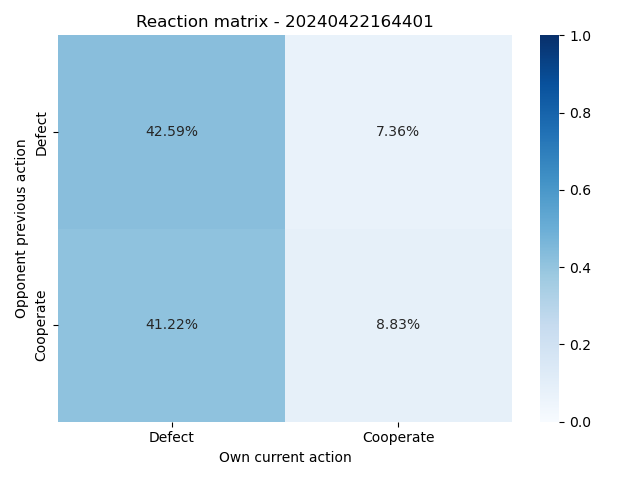 Reaction matrix - 20240422164401
Opponent previous action
Defect
Cooperate
42.59%
7.36%
41.22%
8.83%
Defect
Cooperate
Own current action
1.0
0.8
0.6
0.4
0.2
0.0